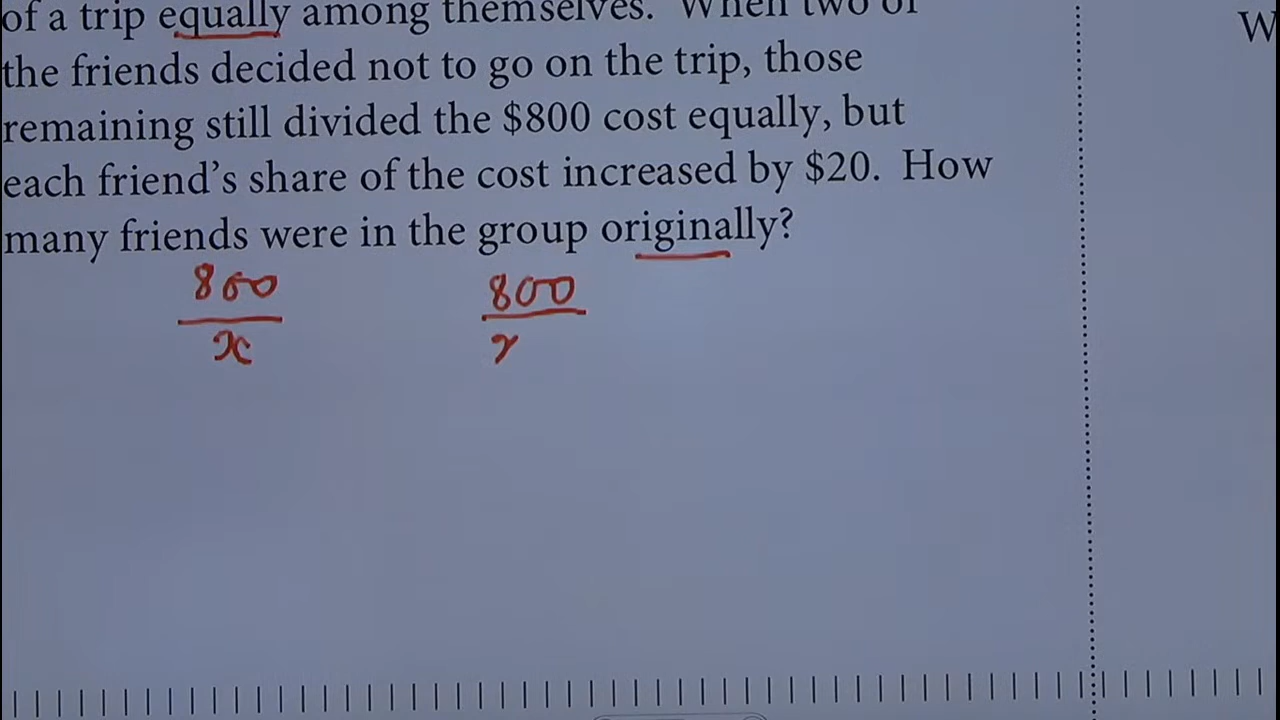 of a trip equally among themselves. When two of
the friends decided not to go on the trip, those
remaining still divided the $800 cost equally, but
each friend's share of the cost increased by $20. How
many friends were in the group originally?
800 800
x x
W